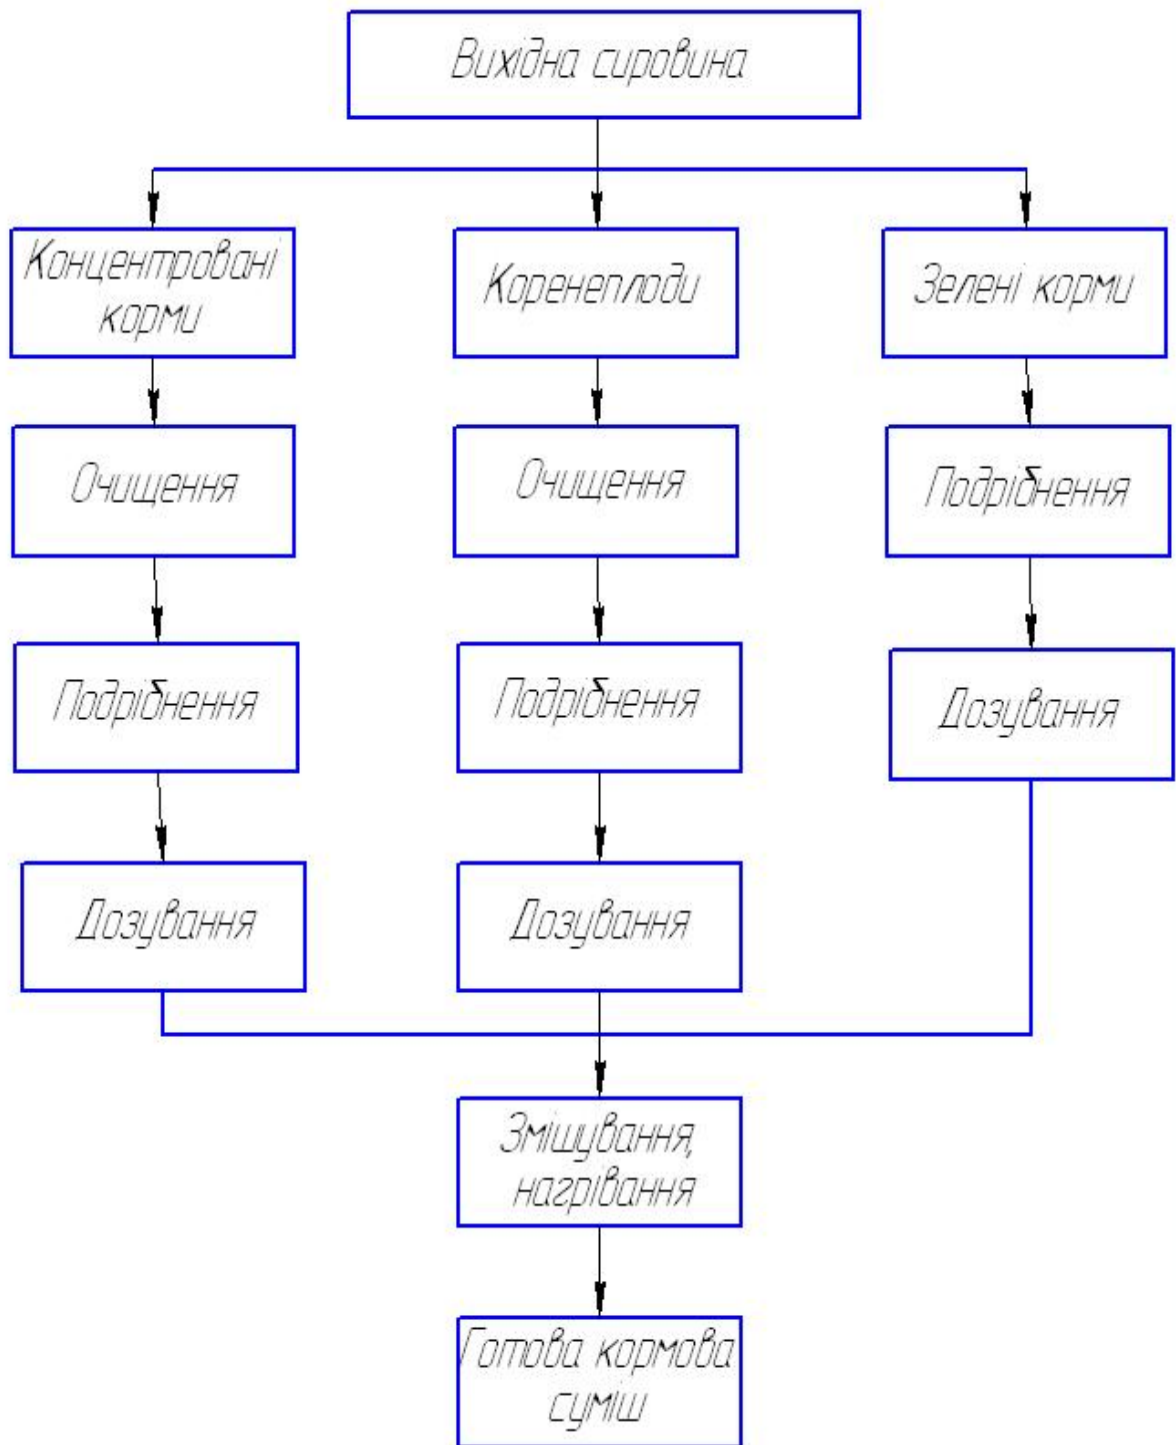 Вихідна сировина
Концентровані
корми
Коренеплоди
Зелені корми
Очищення
Очищення
Подрібнення
Подрібнення
Подрібнення
Дозування
Дозування
Дозування
Змішування,
нагрівання
Готова кормова
суміш